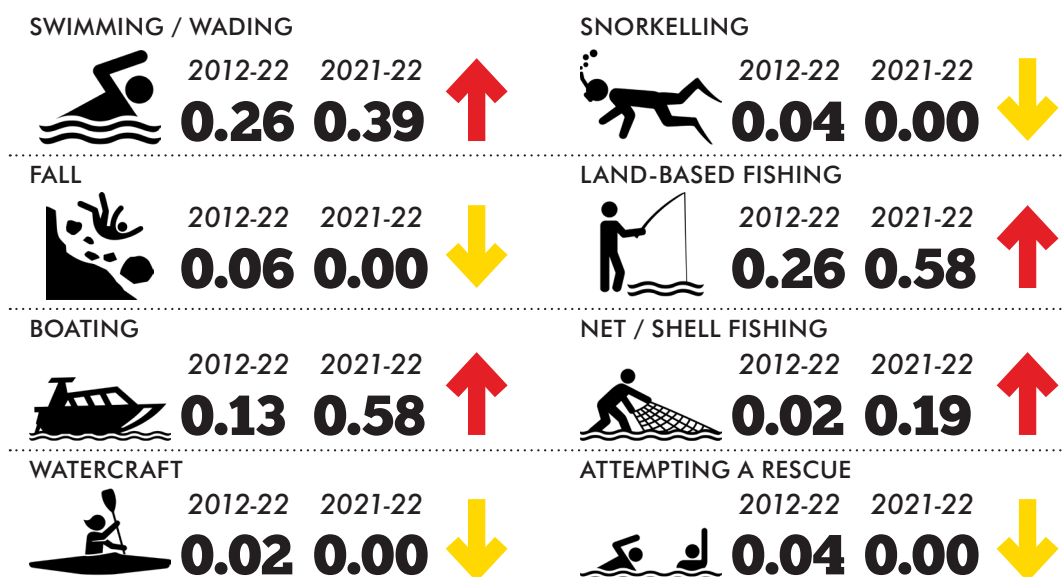 SWIMMING / WADING
2012-22 2021-22
0.26 0.39
SNORKELLING
2012-22 2021-22
0.04 0.00
FALL
2012-22 2021-22
0.06 0.00
LAND-BASED FISHING
2012-22 2021-22
0.26 0.58
BOATING
2012-22 2021-22
0.13 0.58
NET / SHELL FISHING
2012-22 2021-22
0.02 0.19
WATERCRAFT
2012-22 2021-22
0.02 0.00
ATTEMPTING A RESCUE
2012-22 2021-22
0.04 0.00